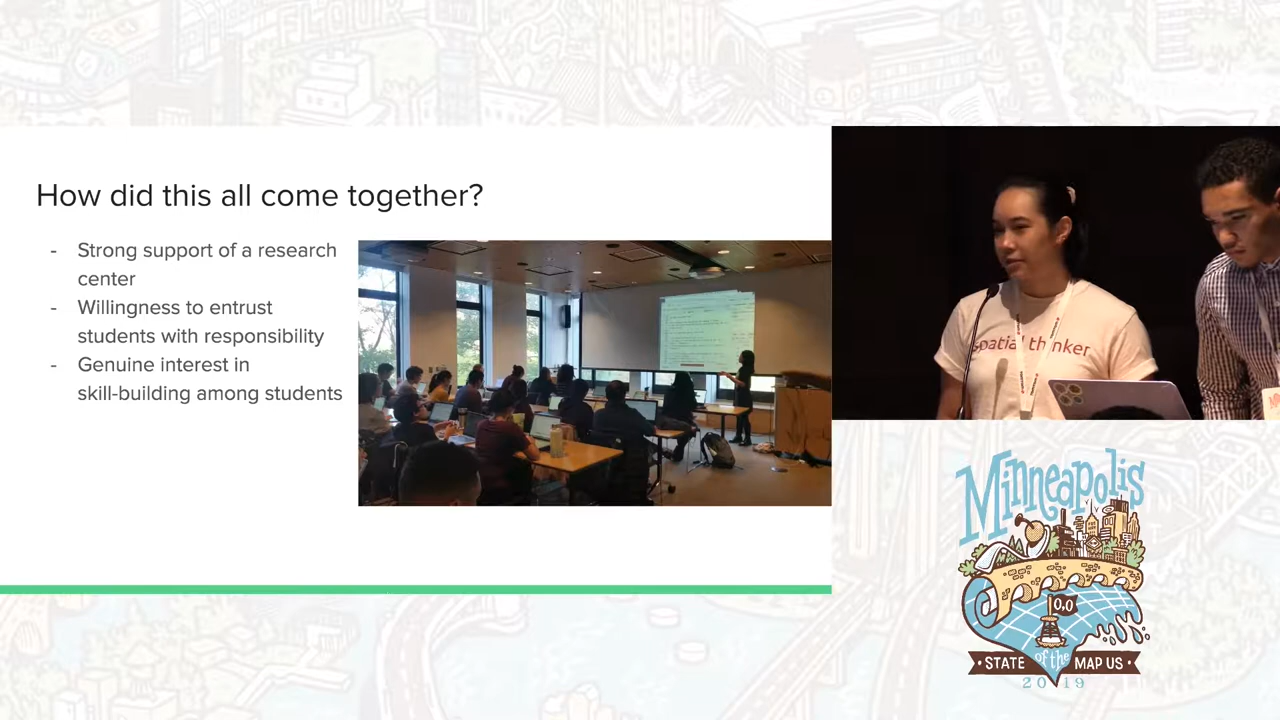 How did this all come together?
- Strong support of a research
center
- Willingness to entrust
students with responsibility
- Genuine interest in
skill-building among students
spatial thinker
Minneapolis
0,0
STATE of the MAP US
2019